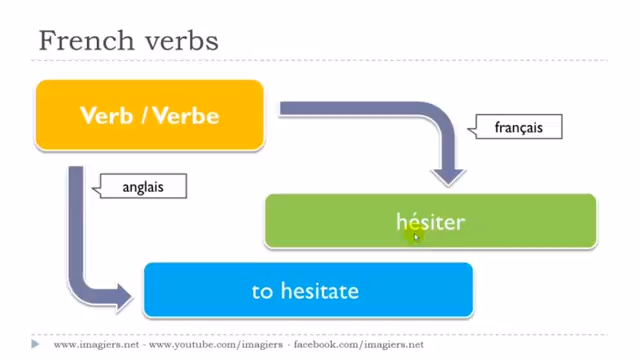 French verbs
Verb / Verbe
français
anglais
hésiter
to hesitate
www.imagiers.net - www.youtube.com/imagiers - facebook.com/imagiers.net